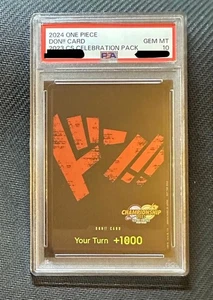 2024 ONE PIECE
DON!! CARD GEM MT
2023 CS CELEBRATION PACK 10
PSA
ドン!!
CHAMPIONSHIP
DON!! CARD
Your Turn +1000